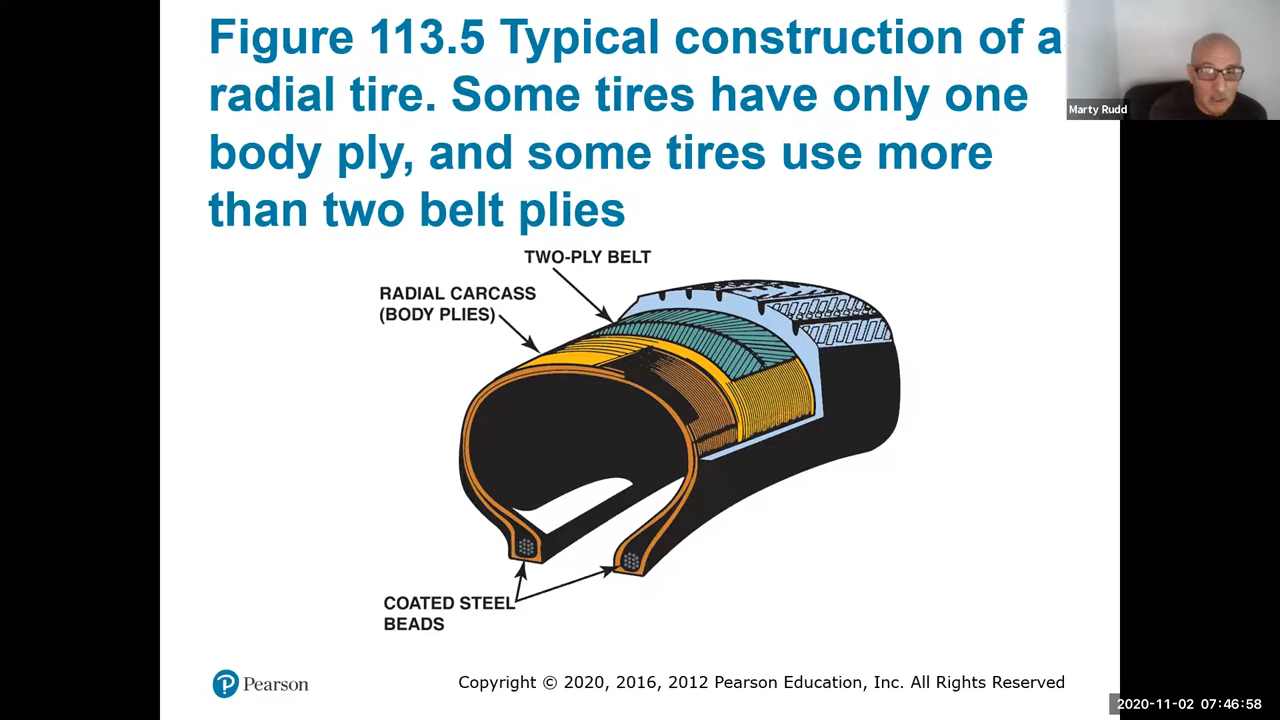 Figure 113.5 Typical construction of a
radial tire. Some tires have only one
body ply, and some tires use more
than two belt plies
Marty Rudd
TWO-PLY BELT
RADIAL CARCASS
(BODY PLIES)
COATED STEEL
BEADS
Pearson
Copyright © 2020, 2016, 2012 Pearson Education, Inc. All Rights Reserved
2020-11-02 07:46:58